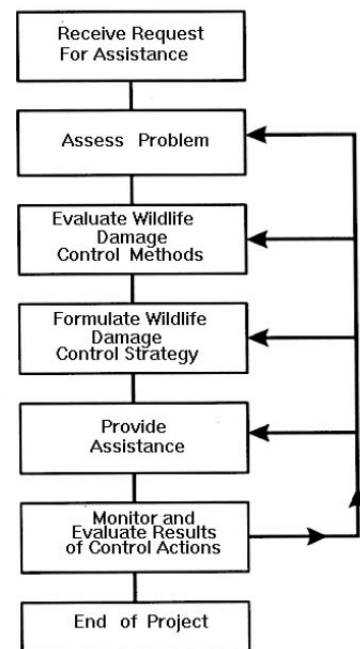 Receive Request
For Assistance
Assess Problem
Evaluate Wildlife
Damage
Control Methods
Formulate Wildlife
Damage
Control Strategy
Provide
Assistance
Monitor and
Evaluate Results
of Control Actions
End of Project